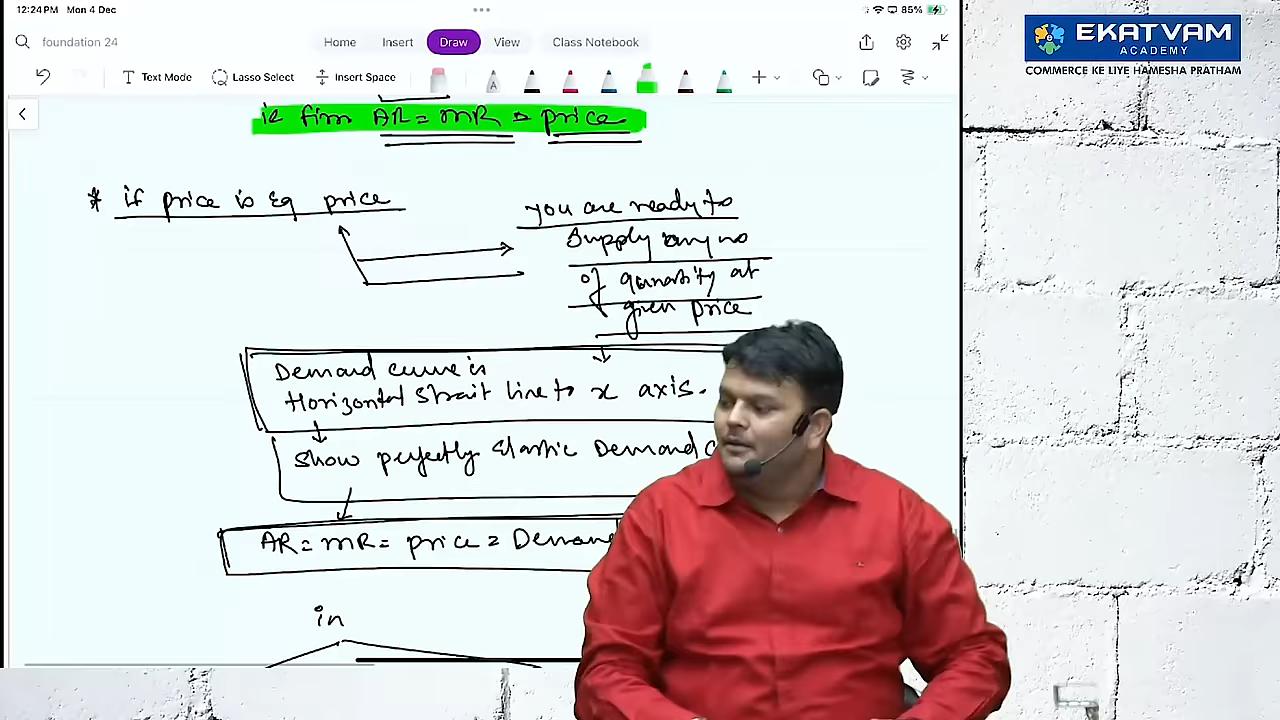 12:24 PM Mon 4 Dec
85%
foundation 24
Home Insert Draw View Class Notebook
Text Mode Lasso Select Insert Space
EKATVAM
ACADEMY
COMMERCE KE LIYE HAMESHA PRATHAM
ie firm AR = MR = price
* if price is Eq price
you are ready to
Supply any no
of quantity at
given price
Demand curve is
Horizontal Strait line to x axis.
Show perfectly Elastic Demand
AR = MR = price = Deman
in